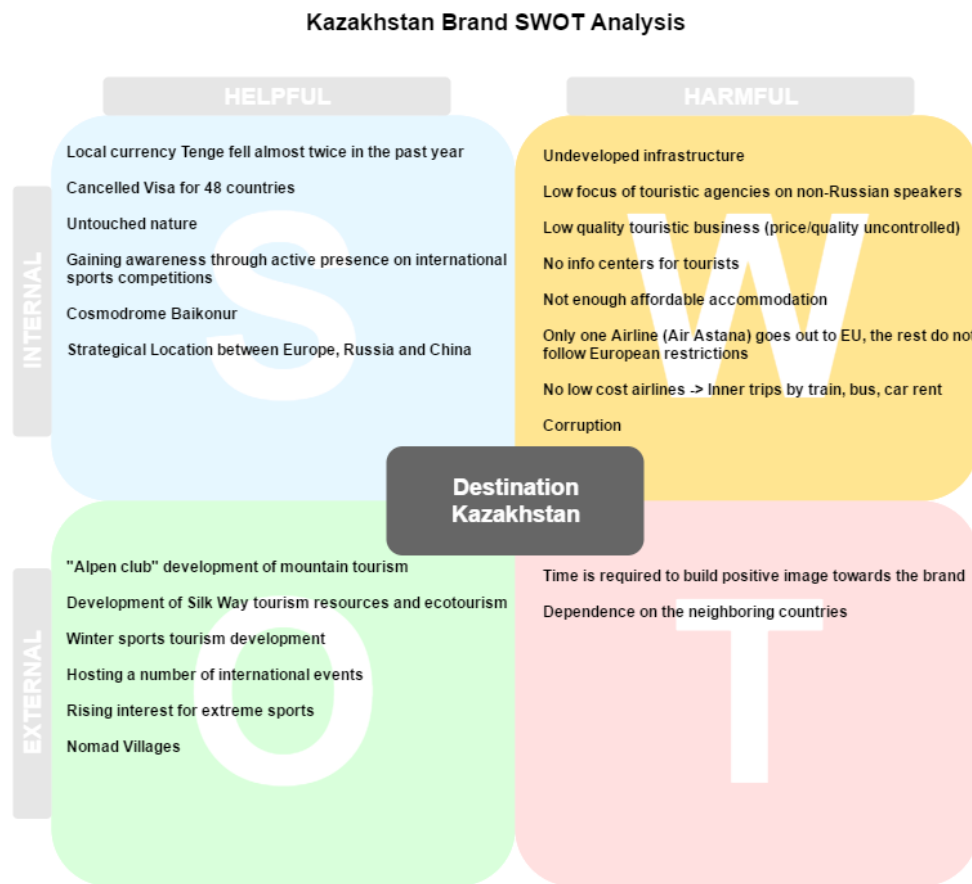 Kazakhstan Brand SWOT Analysis
HELPFUL
HARMFUL
INTERNAL
Local currency Tenge fell almost twice in the past year
Cancelled Visa for 48 countries
Untouched nature
Gaining awareness through active presence on international
sports competitions
Cosmodrome Baikonur
Strategical Location between Europe, Russia and China
S
Undeveloped infrastructure
Low focus of touristic agencies on non-Russian speakers
Low quality touristic business (price/quality uncontrolled)
No info centers for tourists
Not enough affordable accommodation
Only one Airline (Air Astana) goes out to EU, the rest do not
follow European restrictions
No low cost airlines -> Inner trips by train, bus, car rent
Corruption
W
Destination
Kazakhstan
EXTERNAL
"Alpen club" development of mountain tourism
Development of Silk Way tourism resources and ecotourism
Winter sports tourism development
Hosting a number of international events
Rising interest for extreme sports
Nomad Villages
O
Time is required to build positive image towards the brand
Dependence on the neighboring countries
T